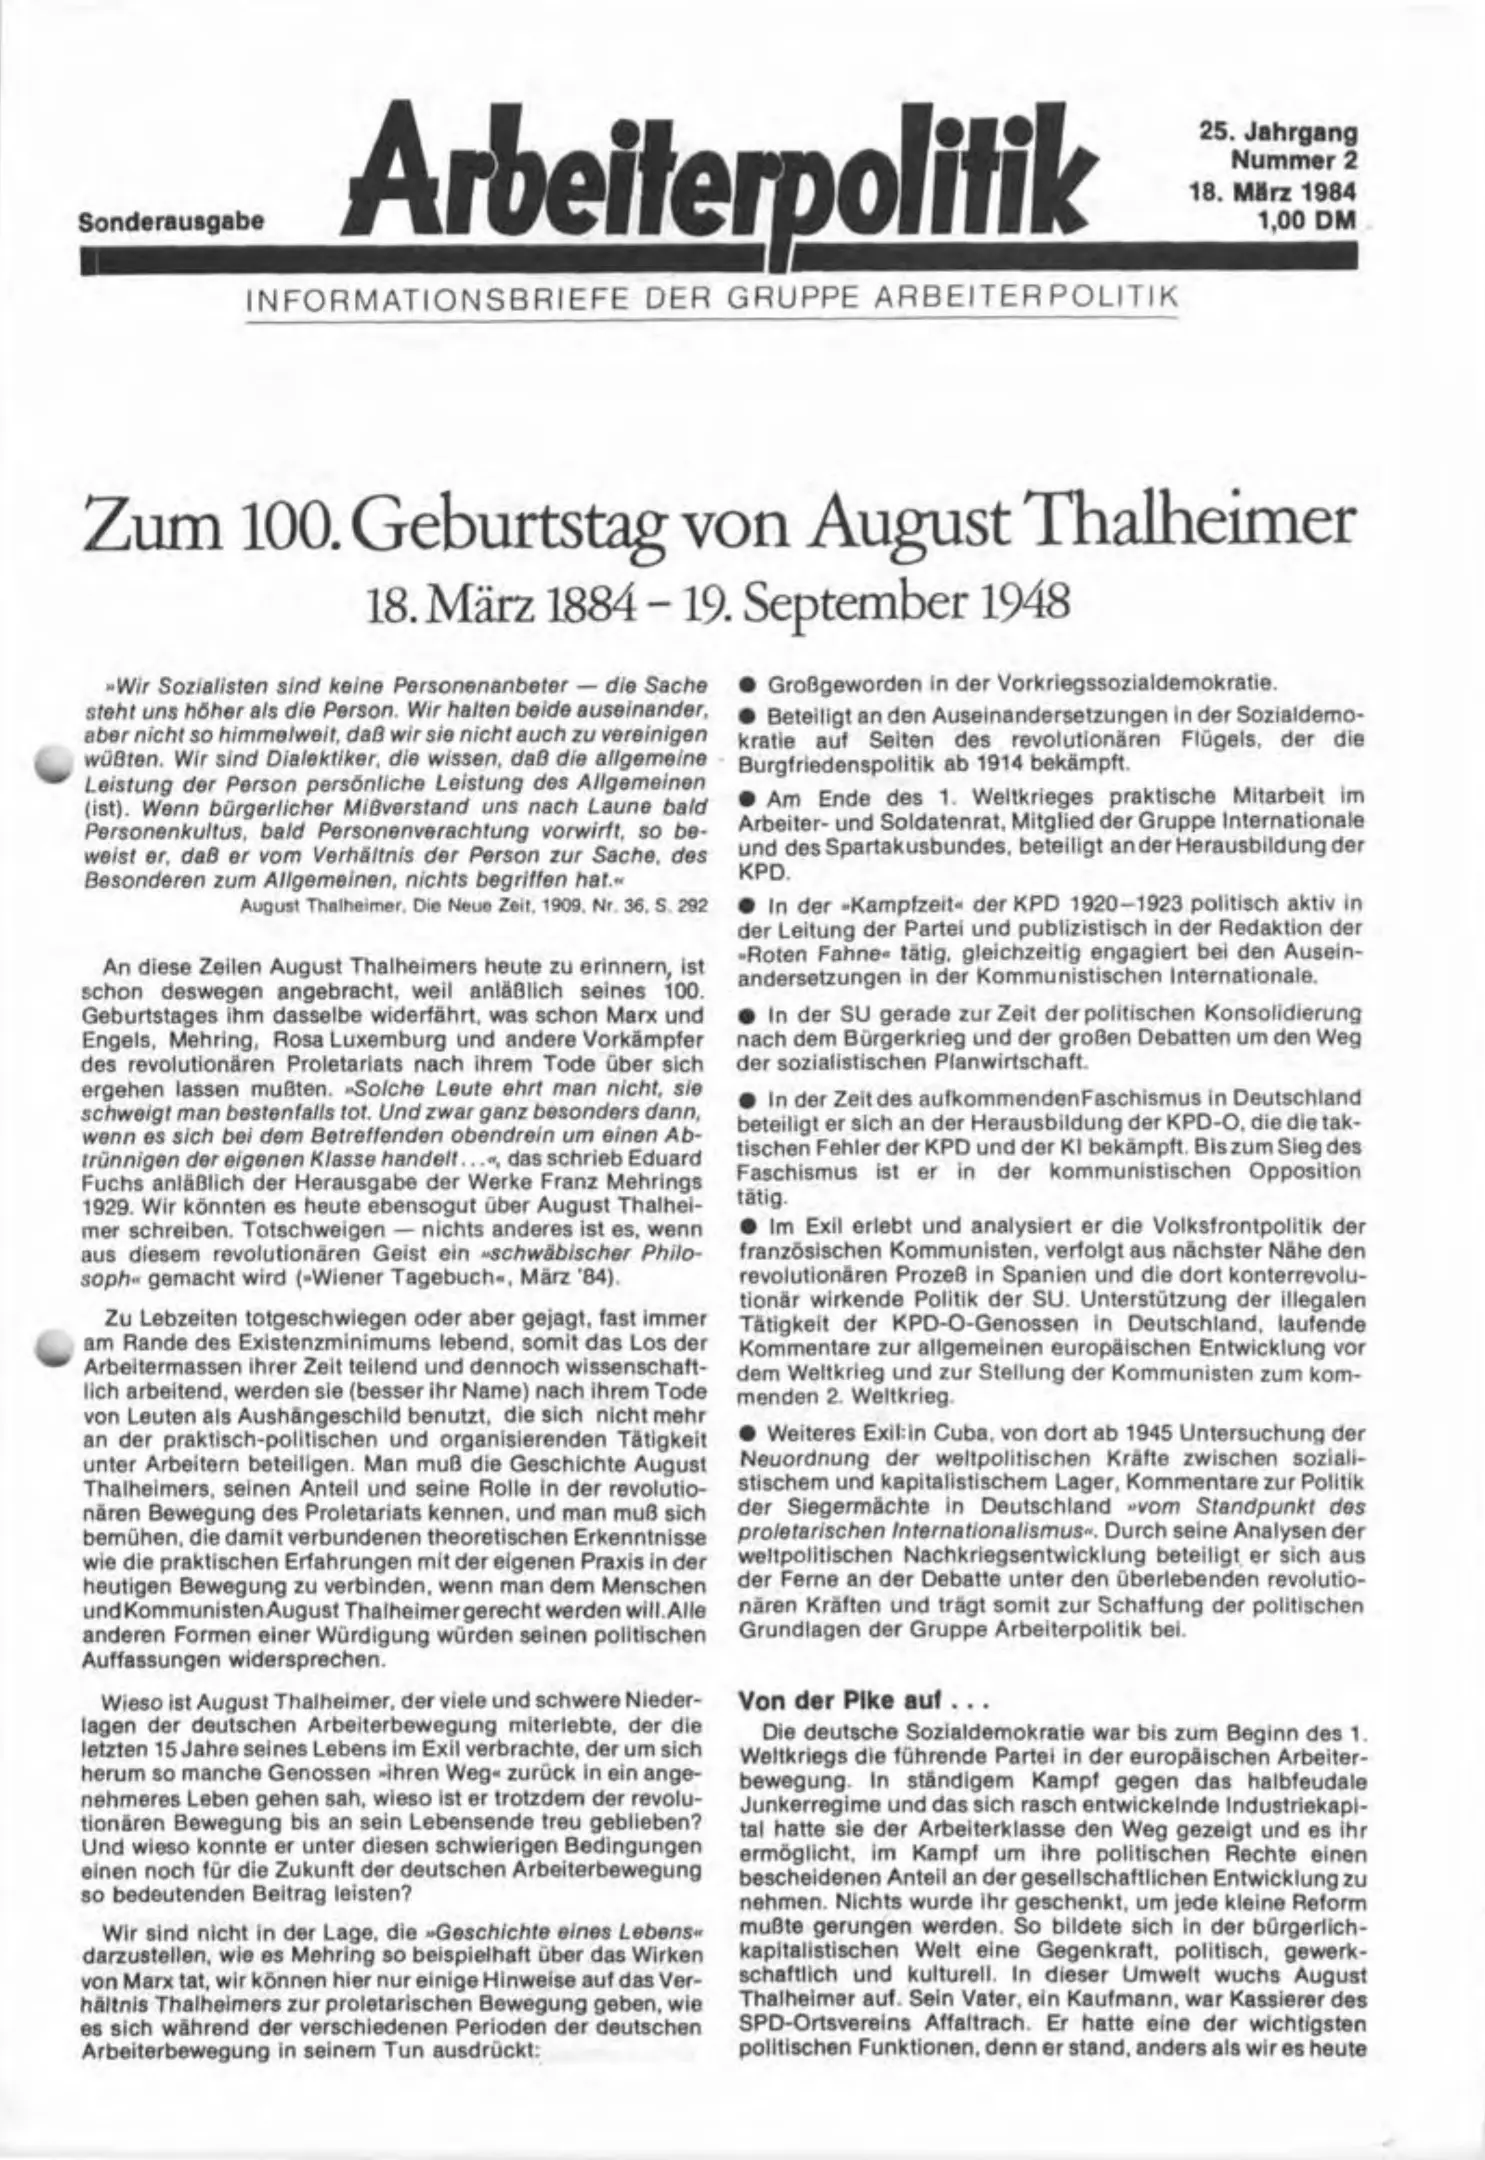 Sonderausgabe
Arbeiterpolitik
25. Jahrgang
Nummer 2
18. März 1984
1,00 DM
INFORMATIONSBRIEFE DER GRUPPE ARBEITERPOLITIK
Zum 100. Geburtstag von August Thalheimer
18. März 1884 – 19. September 1948
»Wir Sozialisten sind keine Personenanbeter — die Sache
steht uns höher als die Person. Wir halten beide auseinander,
aber nicht so himmelweit, daß wir sie nicht auch zu vereinigen
wüßten. Wir sind Dialektiker, die wissen, daß die allgemeine
Leistung der Person persönliche Leistung des Allgemeinen
(ist). Wenn bürgerlicher Mißverstand uns nach Laune bald
Personenkultus, bald Personenverachtung vorwirft, so be-
weist er, daß er vom Verhältnis der Person zur Sache, des
Besonderen zum Allgemeinen, nichts begriffen hat.«
August Thalheimer, Die Neue Zeit, 1909, Nr. 36, S. 292
An diese Zeilen August Thalheimers heute zu erinnern, ist
schon deswegen angebracht, weil anläßlich seines 100.
Geburtstages ihm dasselbe widerfährt, was schon Marx und
Engels, Mehring, Rosa Luxemburg und andere Vorkämpfer
des revolutionären Proletariats nach ihrem Tode über sich
ergehen lassen mußten. »Solche Leute ehrt man nicht, sie
schweigt man bestenfalls tot. Und zwar ganz besonders dann,
wenn es sich bei dem Betreffenden obendrein um einen Ab-
trünnigen der eigenen Klasse handelt...«, das schrieb Eduard
Fuchs anläßlich der Herausgabe der Werke Franz Mehrings
1929. Wir könnten es heute ebensogut über August Thalhei-
mer schreiben. Totschweigen — nichts anderes ist es, wenn
aus diesem revolutionären Geist ein »schwäbischer Philo-
soph« gemacht wird (»Wiener Tagebuch«, März '84).
Zu Lebzeiten totgeschwiegen oder aber gejagt, fast immer
am Rande des Existenzminimums lebend, somit das Los der
Arbeitermassen ihrer Zeit teilend und dennoch wissenschaft-
lich arbeitend, werden sie (besser ihr Name) nach ihrem Tode
von Leuten als Aushängeschild benutzt, die sich nicht mehr
an der praktisch-politischen und organisierenden Tätigkeit
unter Arbeitern beteiligen. Man muß die Geschichte August
Thalheimers, seinen Anteil und seine Rolle in der revolutio-
nären Bewegung des Proletariats kennen, und man muß sich
bemühen, die damit verbundenen theoretischen Erkenntnisse
wie die praktischen Erfahrungen mit der eigenen Praxis in der
heutigen Bewegung zu verbinden, wenn man dem Menschen
und Kommunisten August Thalheimer gerecht werden will. Alle
anderen Formen einer Würdigung würden seinen politischen
Auffassungen widersprechen.
Wieso ist August Thalheimer, der viele und schwere Nieder-
lagen der deutschen Arbeiterbewegung miterlebte, der die
letzten 15 Jahre seines Lebens im Exil verbrachte, der um sich
herum so manche Genossen »ihren Weg« zurück in ein ange-
nehmeres Leben gehen sah, wieso ist er trotzdem der revolu-
tionären Bewegung bis an sein Lebensende treu geblieben?
Und wieso konnte er unter diesen schwierigen Bedingungen
einen noch für die Zukunft der deutschen Arbeiterbewegung
so bedeutenden Beitrag leisten?
Wir sind nicht in der Lage, die »Geschichte eines Lebens«
darzustellen, wie es Mehring so beispielhaft über das Wirken
von Marx tat, wir können hier nur einige Hinweise auf das Ver-
hältnis Thalheimers zur proletarischen Bewegung geben, wie
es sich während der verschiedenen Perioden der deutschen
Arbeiterbewegung in seinem Tun ausdrückt:
● Großgeworden in der Vorkriegssozialdemokratie.
● Beteiligt an den Auseinandersetzungen in der Sozialdemo-
kratie auf Seiten des revolutionären Flügels, der die
Burgfriedenspolitik ab 1914 bekämpft.
● Am Ende des 1. Weltkrieges praktische Mitarbeit im
Arbeiter- und Soldatenrat, Mitglied der Gruppe Internationale
und des Spartakusbundes, beteiligt an der Herausbildung der
KPD.
● In der »Kampfzeit« der KPD 1920–1923 politisch aktiv in
der Leitung der Partei und publizistisch in der Redaktion der
»Roten Fahne« tätig, gleichzeitig engagiert bei den Ausein-
andersetzungen in der Kommunistischen Internationale.
● In der SU gerade zur Zeit der politischen Konsolidierung
nach dem Bürgerkrieg und der großen Debatten um den Weg
der sozialistischen Planwirtschaft.
● In der Zeit des aufkommenden Faschismus in Deutschland
beteiligt er sich an der Herausbildung der KPD-O, die die tak-
tischen Fehler der KPD und der KI bekämpft. Bis zum Sieg des
Faschismus ist er in der kommunistischen Opposition
tätig.
● Im Exil erlebt und analysiert er die Volksfrontpolitik der
französischen Kommunisten, verfolgt aus nächster Nähe den
revolutionären Prozeß in Spanien und die dort konterrevolu-
tionär wirkende Politik der SU. Unterstützung der illegalen
Tätigkeit der KPD-O-Genossen in Deutschland, laufende
Kommentare zur allgemeinen europäischen Entwicklung vor
dem Weltkrieg und zur Stellung der Kommunisten zum kom-
menden 2. Weltkrieg.
● Weiteres Exil: in Cuba, von dort ab 1945 Untersuchung der
Neuordnung der weltpolitischen Kräfte zwischen soziali-
stischem und kapitalistischem Lager, Kommentare zur Politik
der Siegermächte in Deutschland »vom Standpunkt des
proletarischen Internationalismus«. Durch seine Analysen der
weltpolitischen Nachkriegsentwicklung beteiligt er sich aus
der Ferne an der Debatte unter den überlebenden revolutio-
nären Kräften und trägt somit zur Schaffung der politischen
Grundlagen der Gruppe Arbeiterpolitik bei.
Von der Pike auf . . .
Die deutsche Sozialdemokratie war bis zum Beginn des 1.
Weltkriegs die führende Partei in der europäischen Arbeiter-
bewegung. In ständigem Kampf gegen das halbfeudale
Junkerregime und das sich rasch entwickelnde Industriekapi-
tal hatte sie der Arbeiterklasse den Weg gezeigt und es ihr
ermöglicht, im Kampf um ihre politischen Rechte einen
bescheidenen Anteil an der gesellschaftlichen Entwicklung zu
nehmen. Nichts wurde ihr geschenkt, um jede kleine Reform
mußte gerungen werden. So bildete sich in der bürgerlich-
kapitalistischen Welt eine Gegenkraft, politisch, gewerk-
schaftlich und kulturell. In dieser Umwelt wuchs August
Thalheimer auf. Sein Vater, ein Kaufmann, war Kassierer des
SPD-Ortsvereins Affaltrach. Er hatte eine der wichtigsten
politischen Funktionen, denn er stand, anders als wir es heute